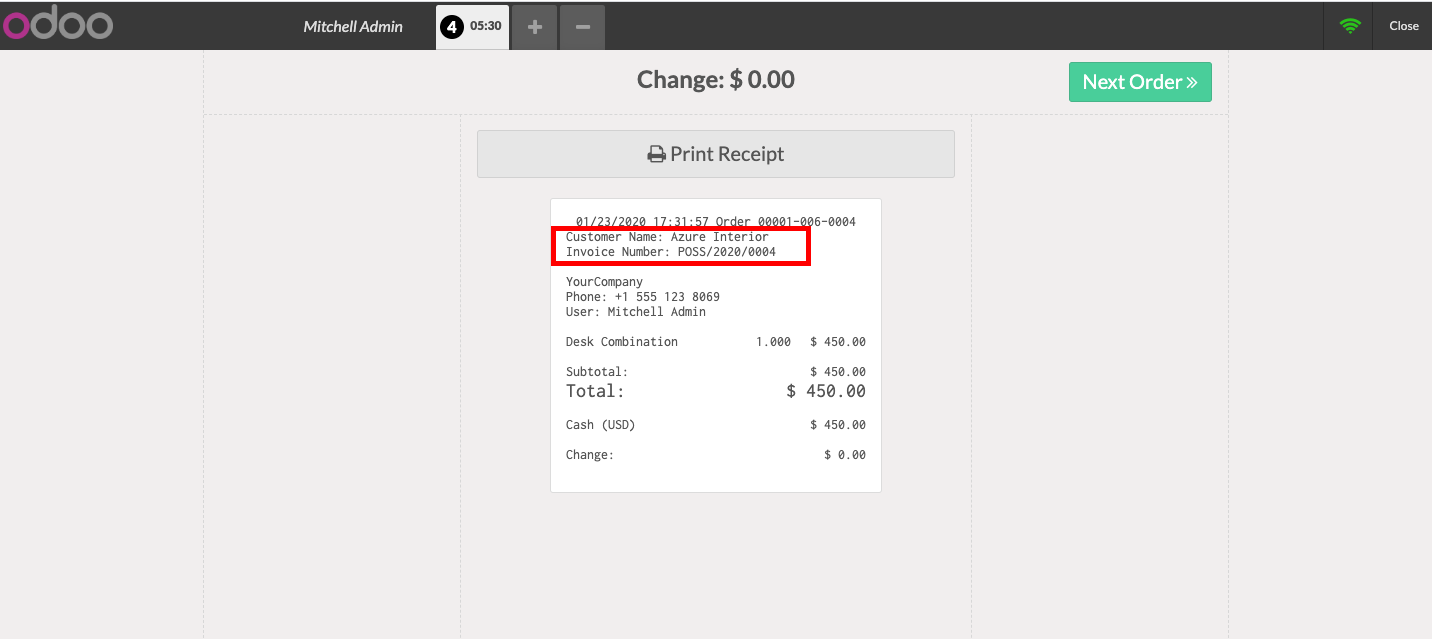 odoo
Mitchell Admin
4 05:30
Close
Change: $ 0.00
Next Order
Print Receipt
01/23/2020 17:31:57 Order 00001-006-0004
Customer Name: Azure Interior
Invoice Number: POSS/2020/0004
YourCompany
Phone: +1 555 123 8069
User: Mitchell Admin
Desk Combination 1.000 $ 450.00
Subtotal: $ 450.00
Total: $ 450.00
Cash (USD) $ 450.00
Change: $ 0.00